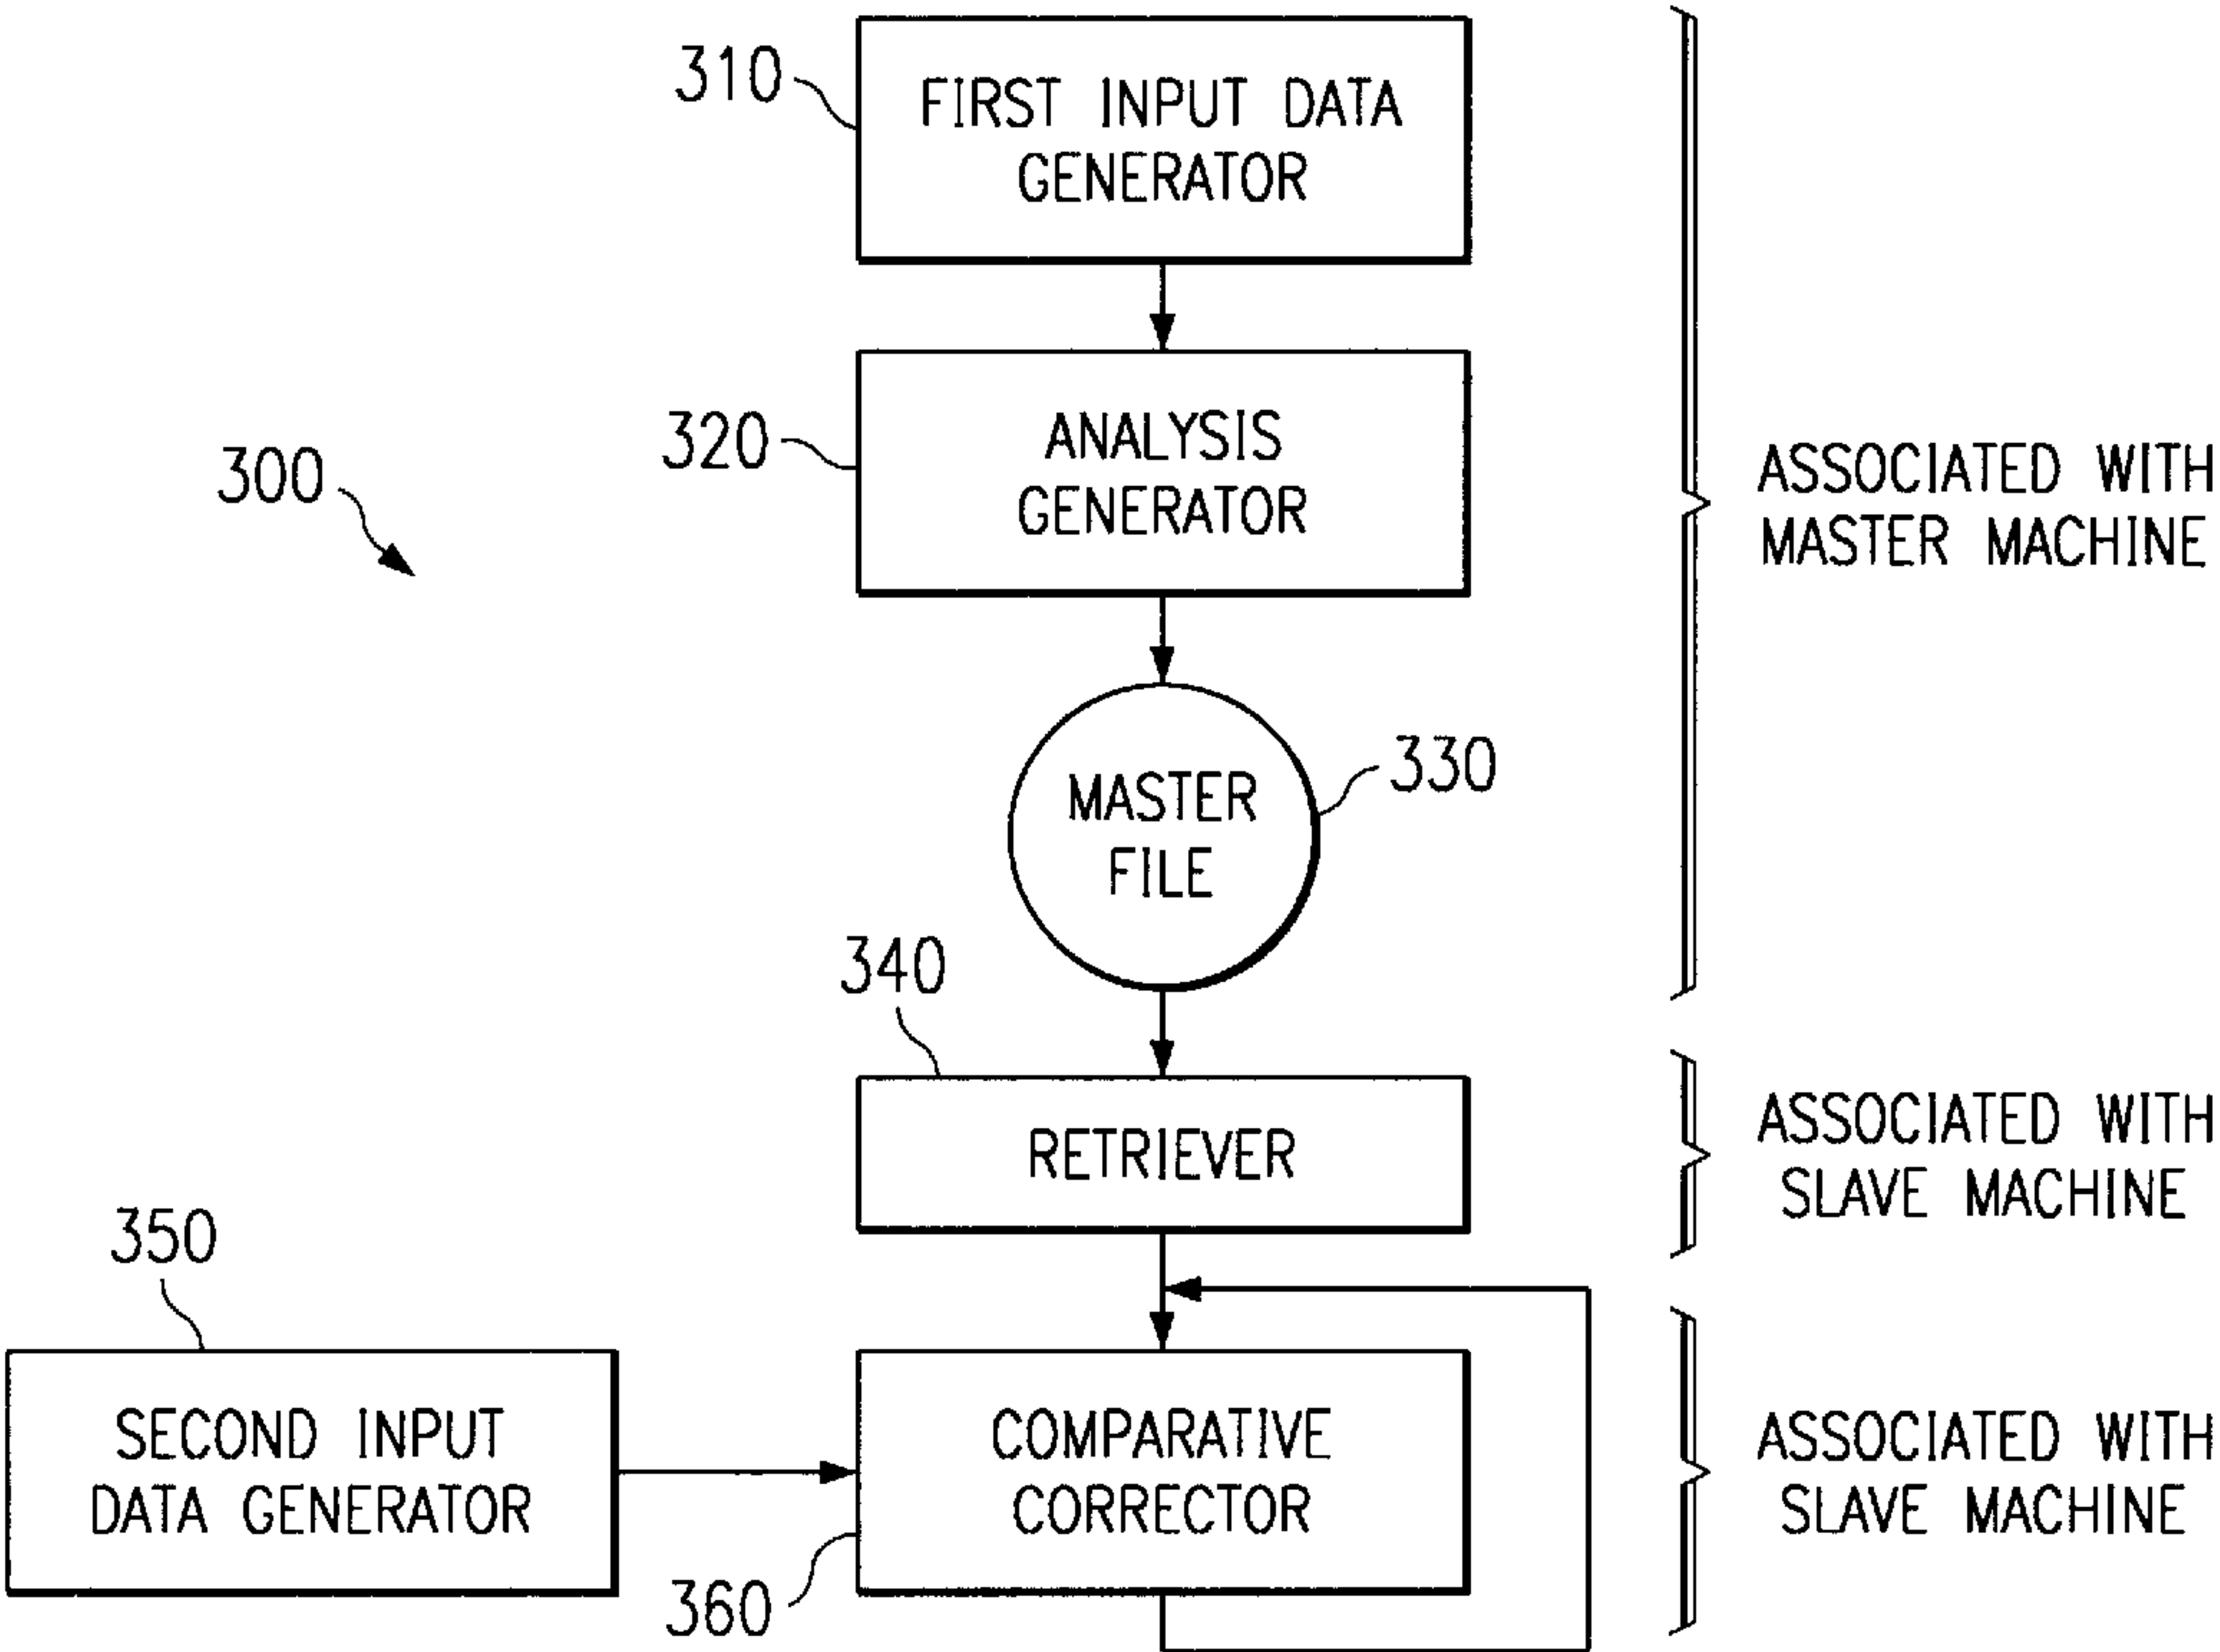 310
FIRST INPUT DATA
GENERATOR
320
ANALYSIS
GENERATOR
300
ASSOCIATED WITH
MASTER MACHINE
MASTER
FILE
330
340
RETRIEVER
ASSOCIATED WITH
SLAVE MACHINE
350
SECOND INPUT
DATA GENERATOR
COMPARATIVE
CORRECTOR
360
ASSOCIATED WITH
SLAVE MACHINE